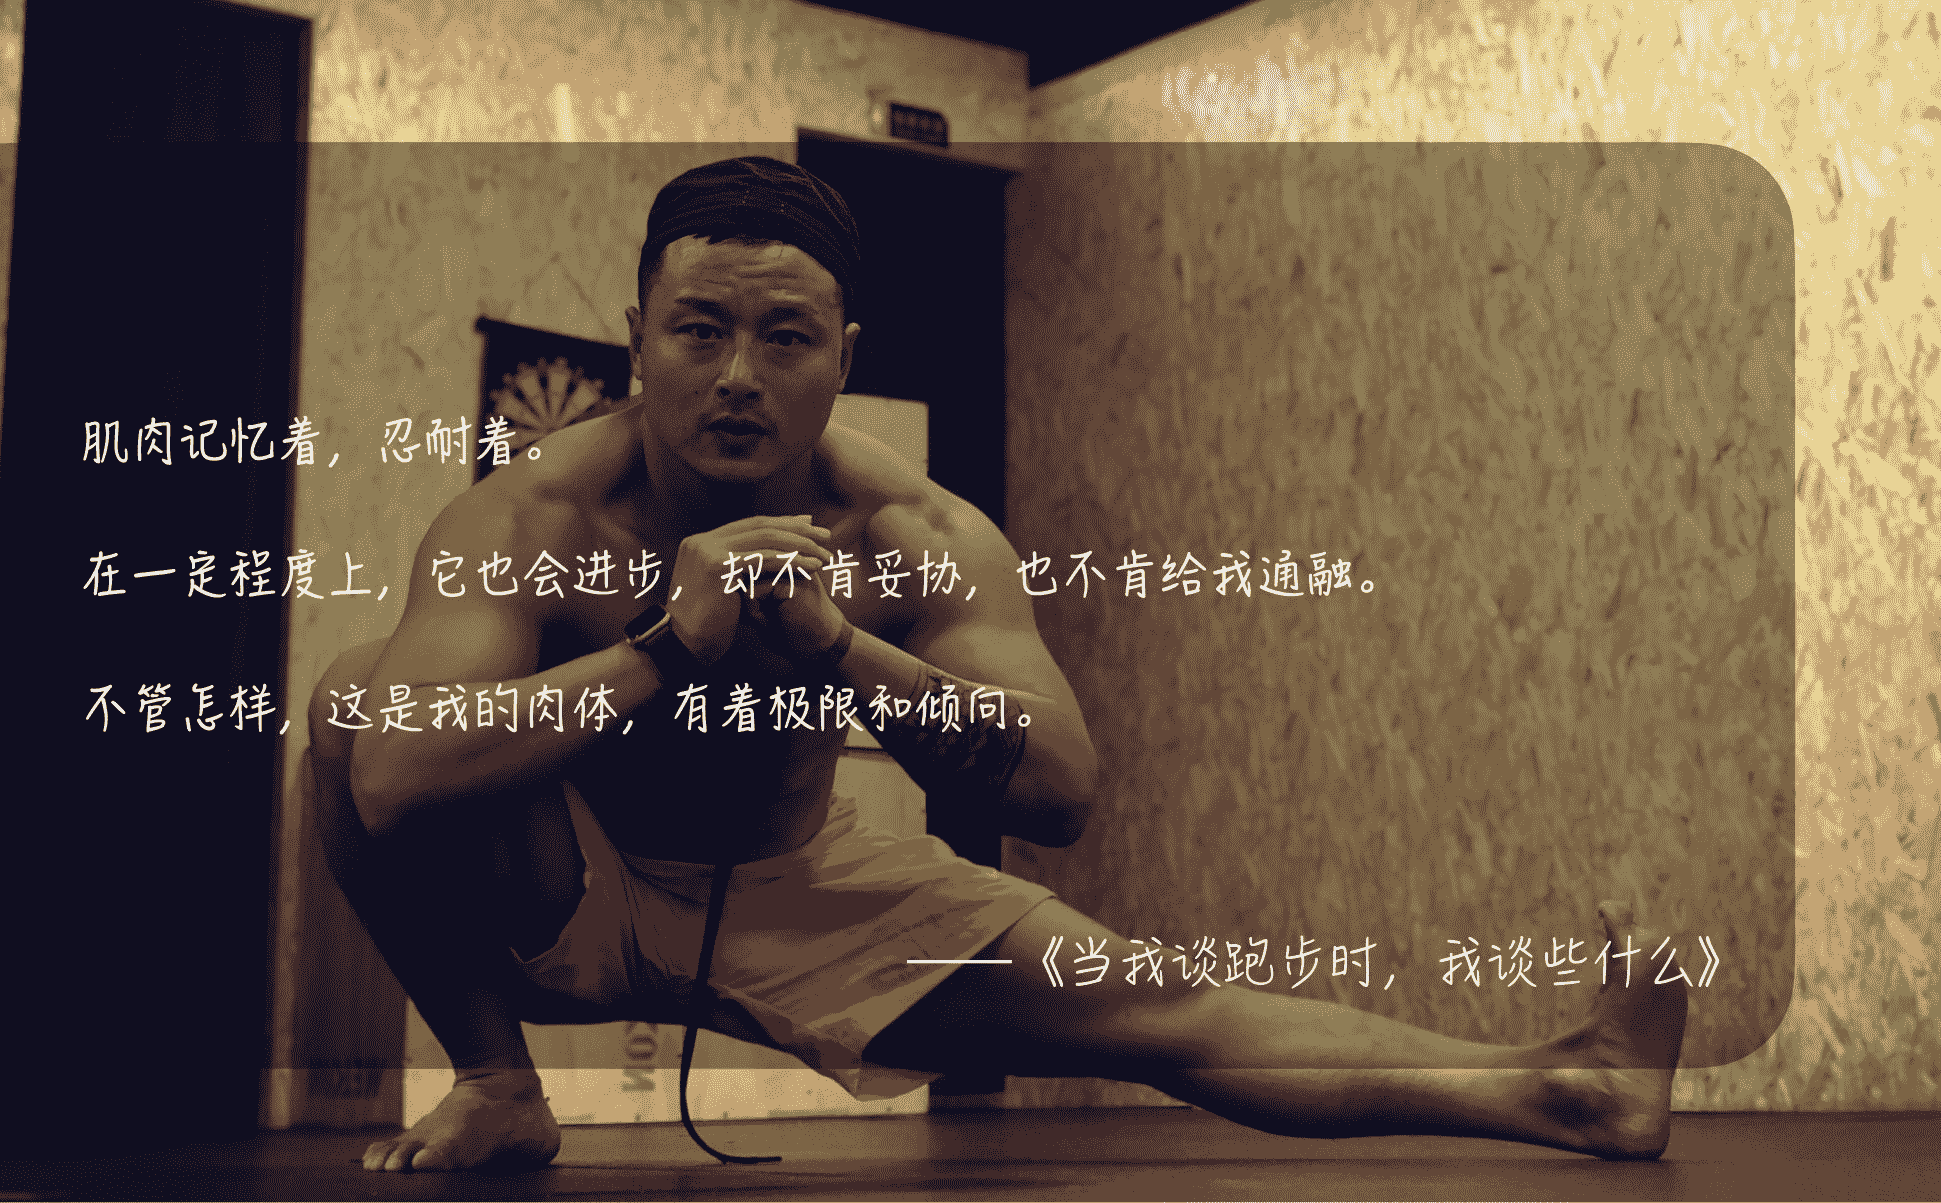 肌肉记忆着，忍耐着。
在一定程度上，它也会进步，却不肯妥协，也不肯给我通融。
不管怎样，这是我的肉体，有着极限和倾向。
——《当我谈跑步时，我谈些什么》